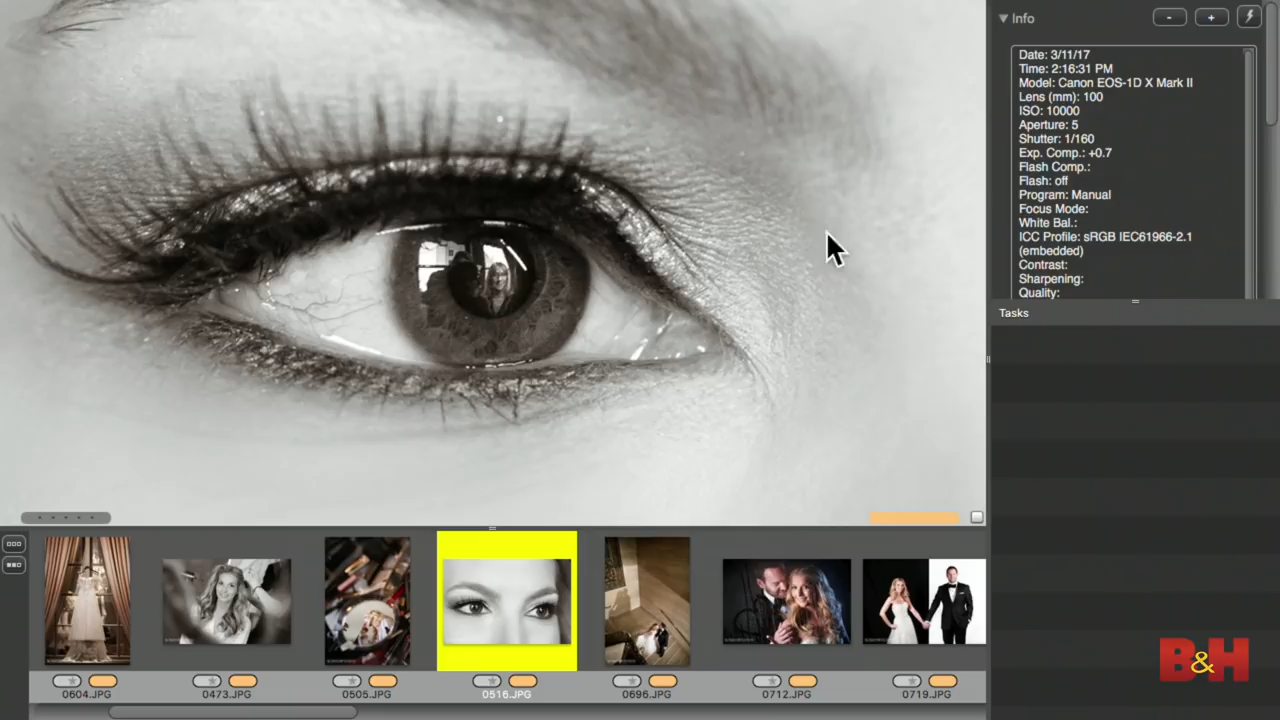 Info
-
+
Date: 3/11/17
Time: 2:16:31 PM
Model: Canon EOS-1D X Mark II
Lens (mm): 100
ISO: 10000
Aperture: 5
Shutter: 1/160
Exp. Comp.: +0.7
Flash Comp.:
Flash: off
Program: Manual
Focus Mode:
White Bal.:
ICC Profile: sRGB IEC61966-2.1
(embedded)
Contrast:
Sharpening:
Quality:
Tasks
0604.JPG
0473.JPG
0505.JPG
0516.JPG
0696.JPG
0712.JPG
0719.JPG
B&H